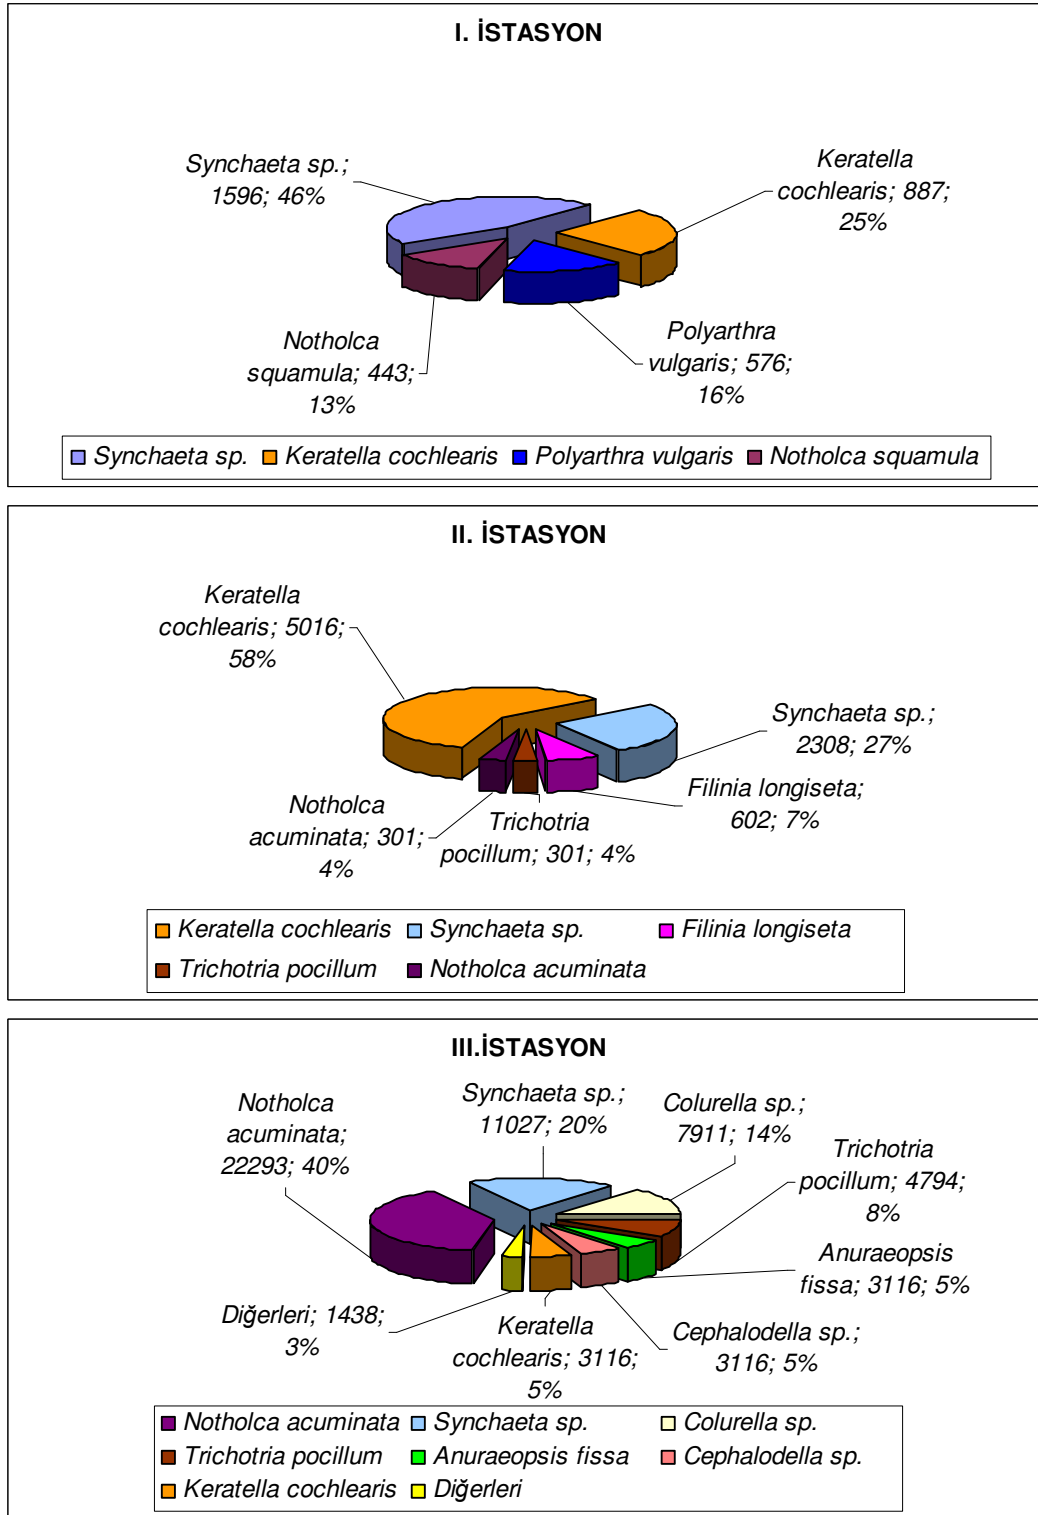 I. İSTASYON
Synchaeta sp.;
1596; 46%
Keratella
cochlearis; 887;
25%
Notholca
squamula; 443;
13%
Polyarthra
vulgaris; 576;
16%
Synchaeta sp. Keratella cochlearis Polyarthra vulgaris Notholca squamula
II. İSTASYON
Keratella
cochlearis; 5016;
58%
Synchaeta sp.;
2308; 27%
Filinia longiseta;
602; 7%
Trichotria
pocillum; 301; 4%
Notholca
acuminata; 301;
4%
Keratella cochlearis Synchaeta sp. Filinia longiseta
Trichotria pocillum Notholca acuminata
III.İSTASYON
Notholca
acuminata;
22293; 40%
Synchaeta sp.;
11027; 20%
Colurella sp.;
7911; 14%
Trichotria
pocillum; 4794;
8%
Anuraeopsis
fissa; 3116; 5%
Cephalodella sp.;
3116; 5%
Keratella
cochlearis; 3116;
5%
Diğerleri; 1438;
3%
Notholca acuminata Synchaeta sp. Colurella sp.
Trichotria pocillum Anuraeopsis fissa Cephalodella sp.
Keratella cochlearis Diğerleri